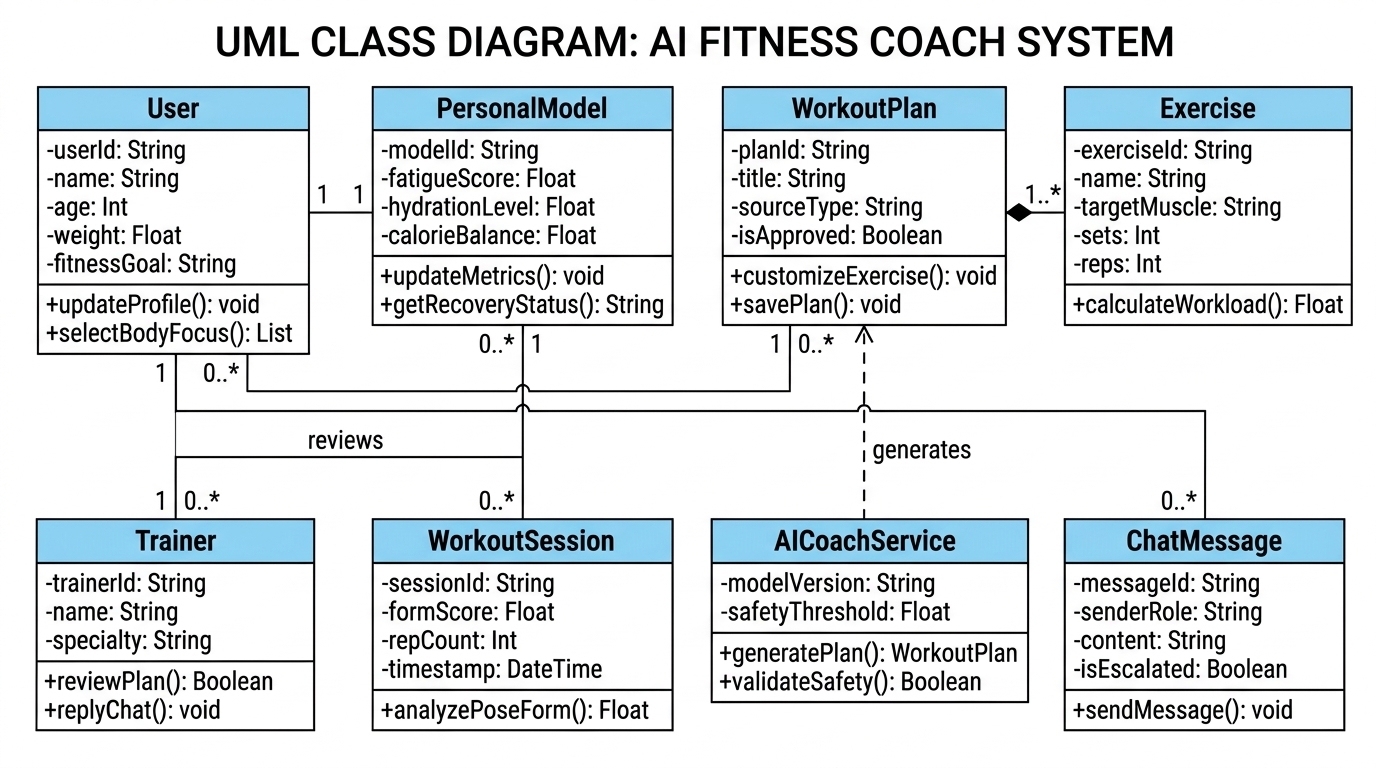 UML CLASS DIAGRAM: AI FITNESS COACH SYSTEM
User
-userId: String
-name: String
-age: Int
-weight: Float
-fitnessGoal: String
+updateProfile(): void
+selectBodyFocus(): List
1
1
PersonalModel
-modelId: String
-fatigueScore: Float
-hydrationLevel: Float
-calorieBalance: Float
+updateMetrics(): void
+getRecoveryStatus(): String
WorkoutPlan
-planId: String
-title: String
-sourceType: String
-isApproved: Boolean
+customizeExercise(): void
+savePlan(): void
1..*
Exercise
-exerciseId: String
-name: String
-targetMuscle: String
-sets: Int
-reps: Int
+calculateWorkload(): Float
1
0..*
0..*
1
1
0..*
reviews
generates
1
0..*
0..*
0..*
Trainer
-trainerId: String
-name: String
-specialty: String
+reviewPlan(): Boolean
+replyChat(): void
WorkoutSession
-sessionId: String
-formScore: Float
-repCount: Int
-timestamp: DateTime
+analyzePoseForm(): Float
AICoachService
-modelVersion: String
-safetyThreshold: Float
+generatePlan(): WorkoutPlan
+validateSafety(): Boolean
ChatMessage
-messageId: String
-senderRole: String
-content: String
-isEscalated: Boolean
+sendMessage(): void